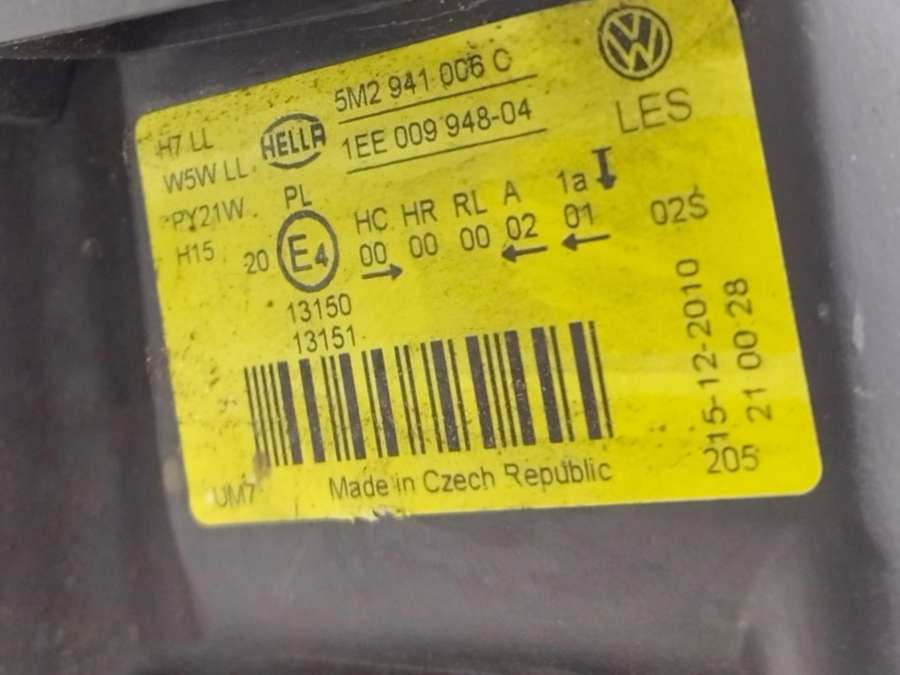 5M2 941 006 C
1EE 009 948-04
HELLA
LES
H7 LL
W5W LL
PY21W
H15
PL
20 E4
HC HR RL A 1a
00 00 00 02 01
02S
13150
13151
15-12-2010
21 00 28
205
UM7
Made in Czech Republic